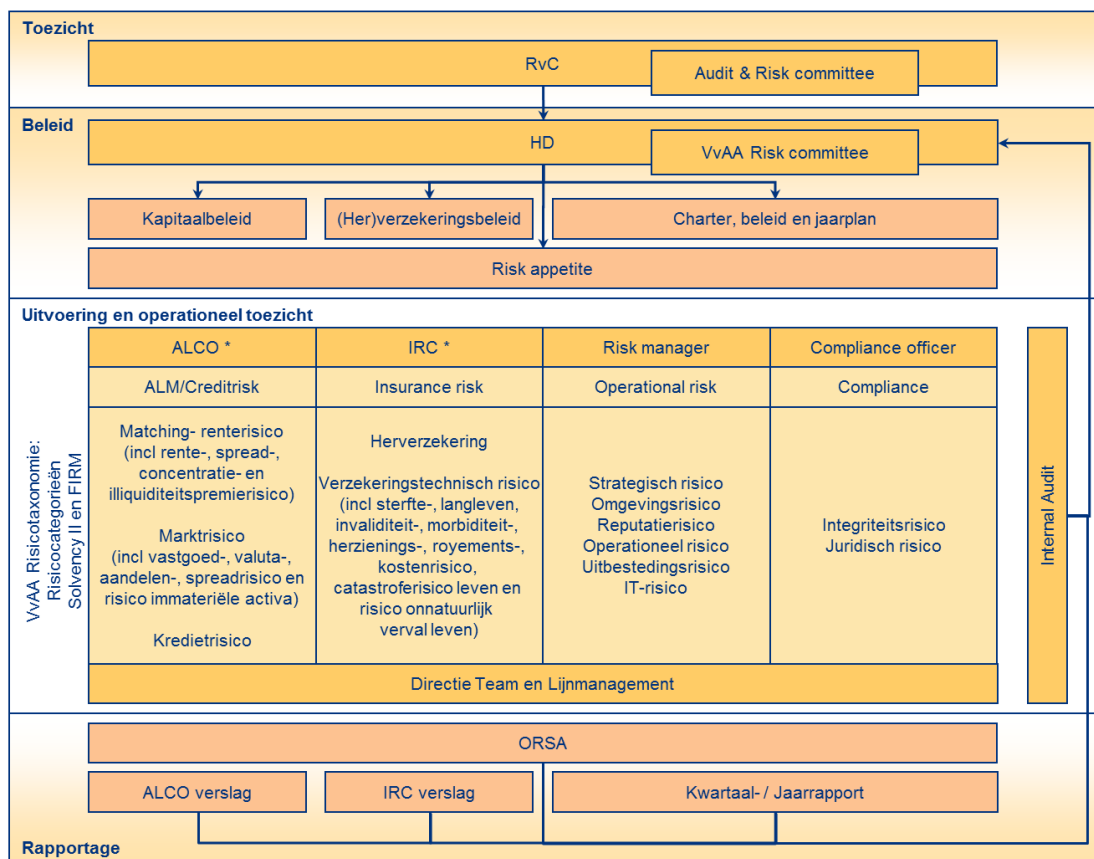 Toezicht
RvC
Audit & Risk committee
Beleid
HD
VvAA Risk committee
Kapitaalbeleid
(Her)verzekeringsbeleid
Charter, beleid en jaarplan
Risk appetite
Uitvoering en operationeel toezicht
VvAA Risicotaxonomie:
Risicocategorieën
Solvency II en FIRM
ALCO *
IRC *
Risk manager
Compliance officer
ALM/Creditrisk
Insurance risk
Operational risk
Compliance
Matching- renterisico
(incl rente-, spread-,
concentratie- en
illiquiditeitspremierisico)
Marktrisico
(incl vastgoed-, valuta-,
aandelen-, spreadrisico en
risico immateriële activa)
Kredietrisico
Herverzekering
Verzekeringstechnisch risico
(incl sterfte-, langleven,
invaliditeit-, morbiditeit-,
herzienings-, royements-,
kostenrisico,
catastroferisico leven en
risico onnatuurlijk
verval leven)
Strategisch risico
Omgevingsrisico
Reputatierisico
Operationeel risico
Uitbestedingsrisico
IT-risico
Integriteitsrisico
Juridisch risico
Internal Audit
Directie Team en Lijnmanagement
ORSA
ALCO verslag
IRC verslag
Kwartaal- / Jaarrapport
Rapportage